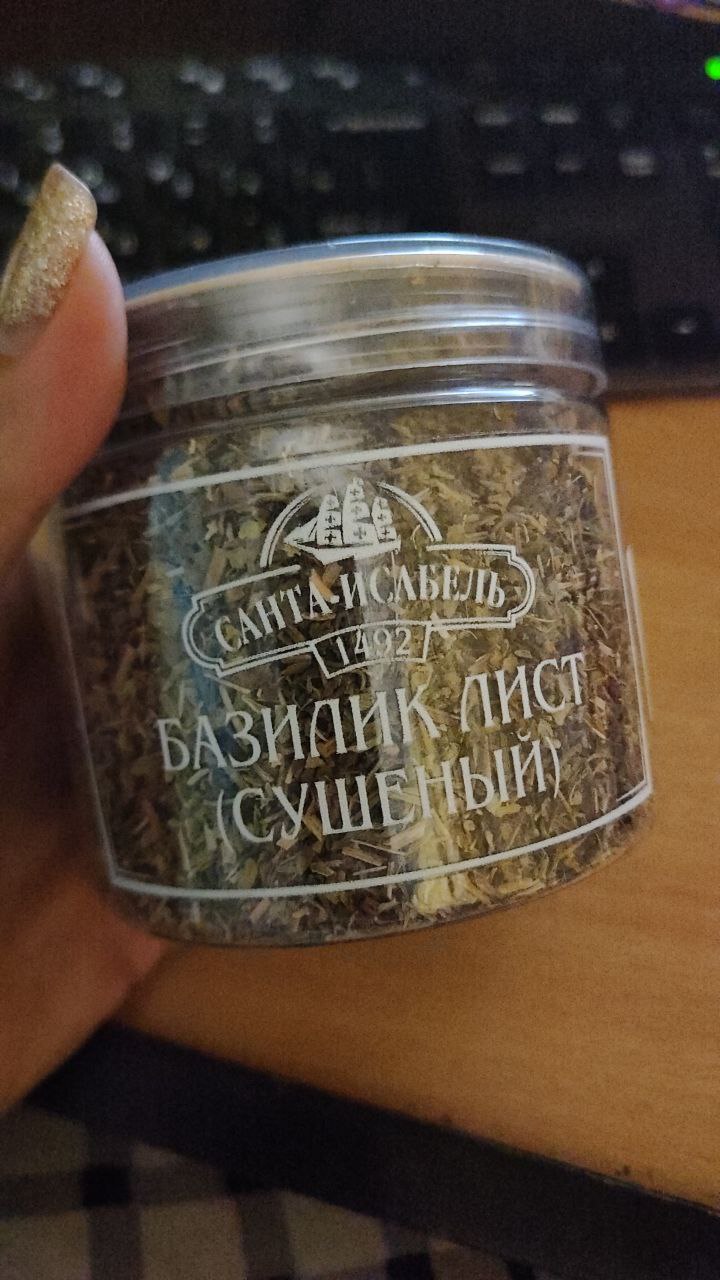 САНТА-ИСАБЕЛЬ
1492
БАЗИЛИК ЛИСТ
(СУШЕНЫЙ)